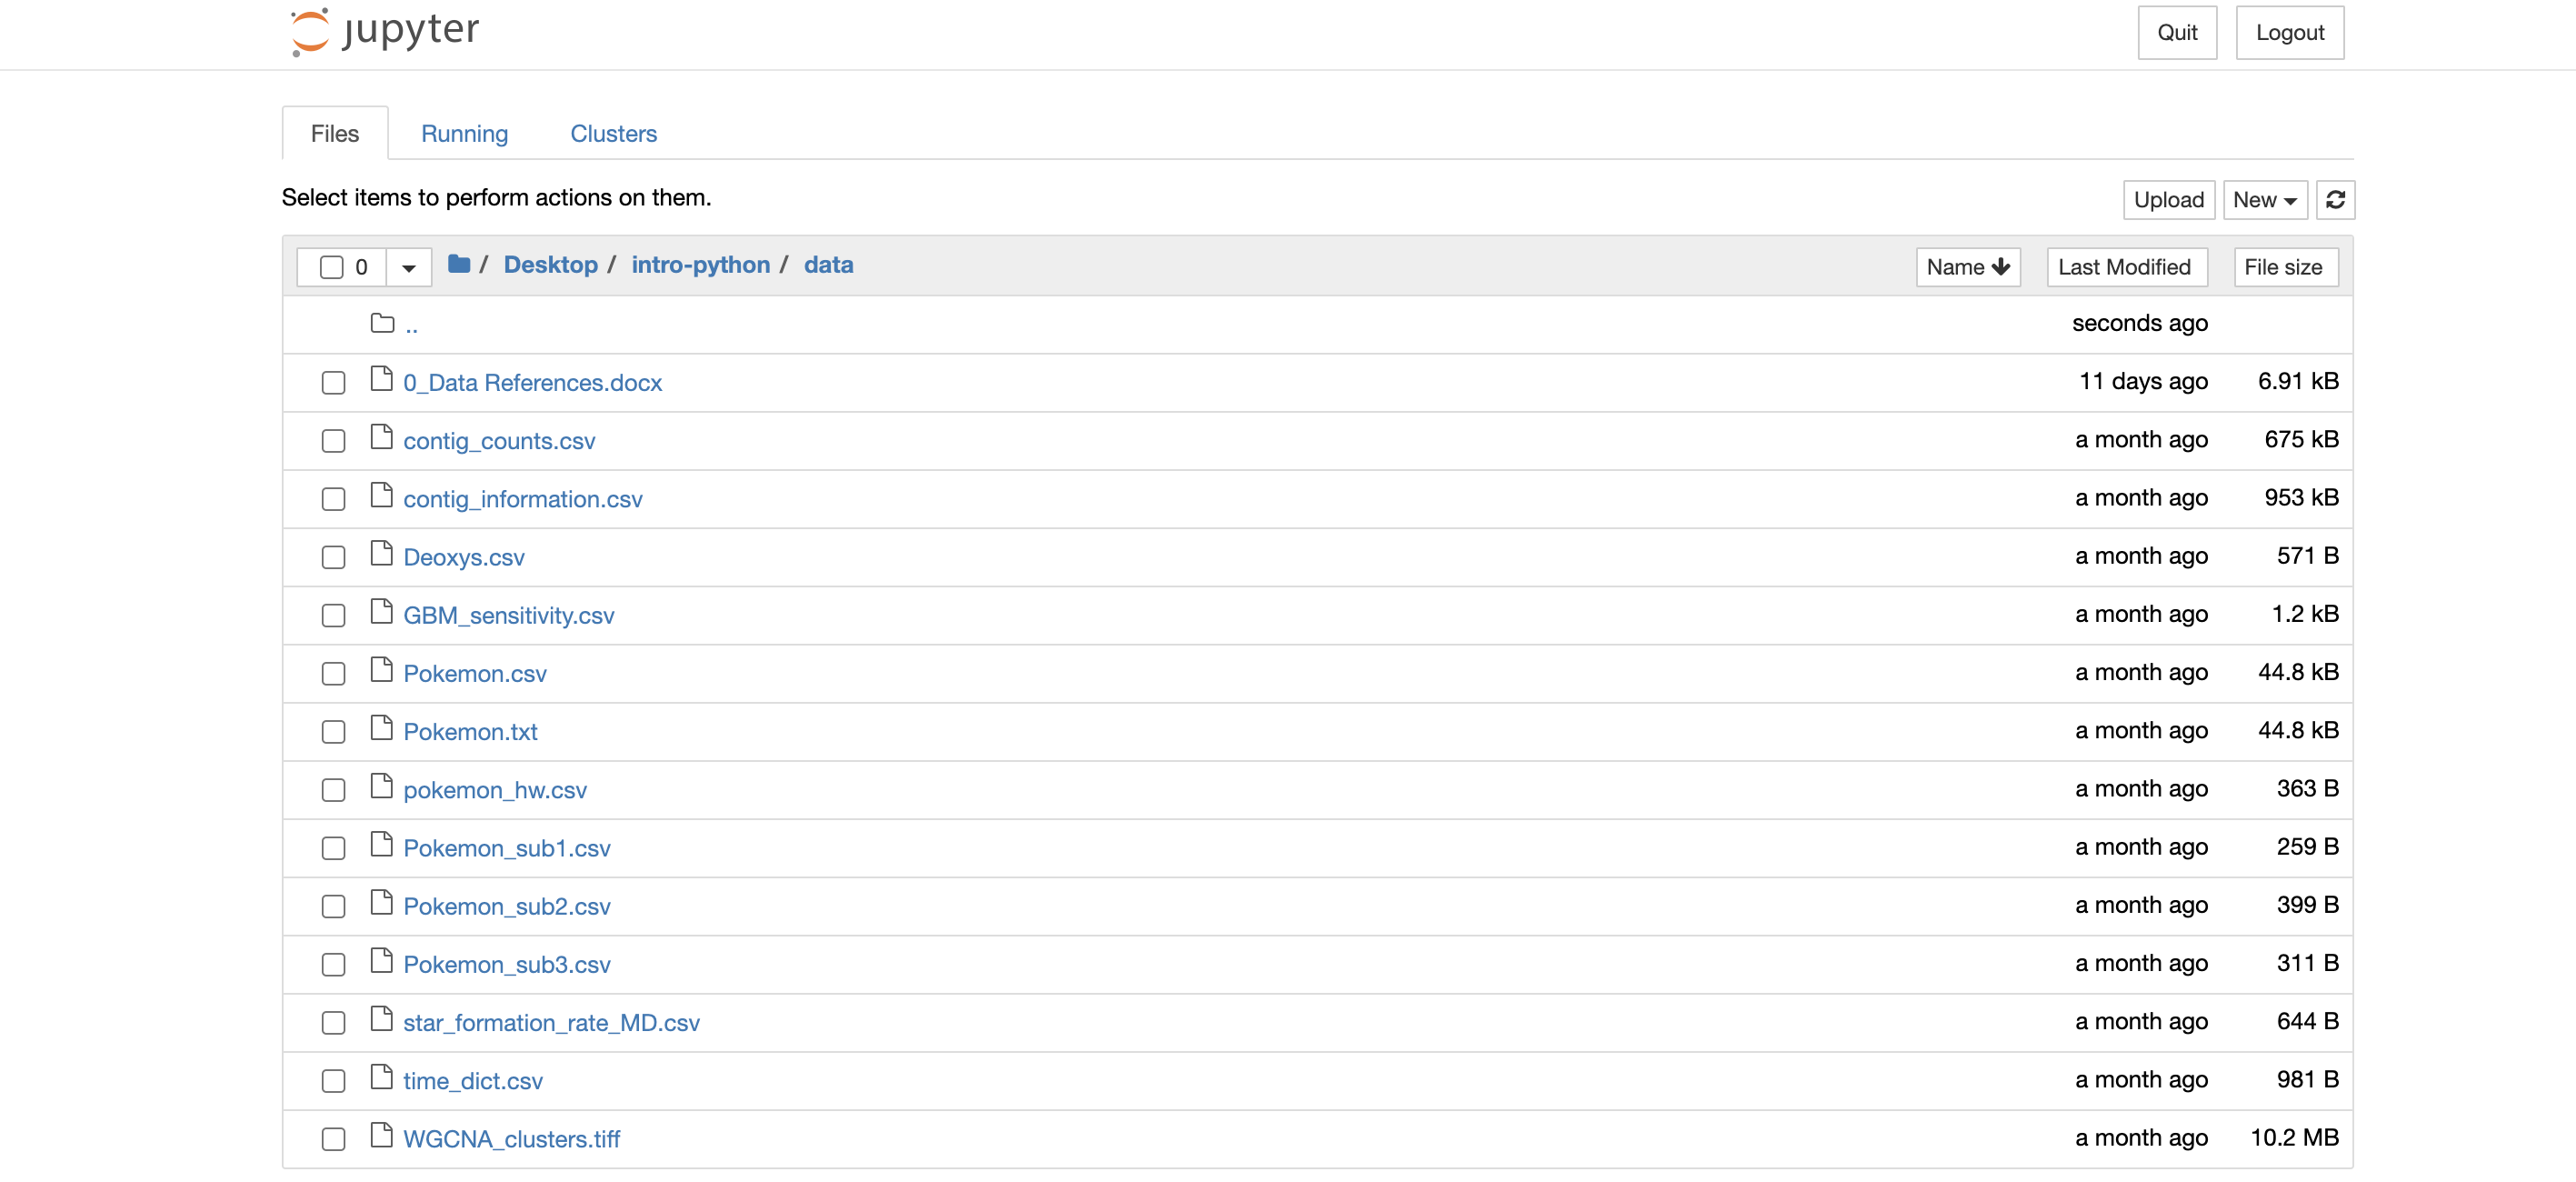 jupyter Quit Logout
Files Running Clusters
Select items to perform actions on them. Upload New
0 / Desktop / intro-python / data Name Last Modified File size
.. seconds ago
0_Data References.docx 11 days ago 6.91 kB
contig_counts.csv a month ago 675 kB
contig_information.csv a month ago 953 kB
Deoxys.csv a month ago 571 B
GBM_sensitivity.csv a month ago 1.2 kB
Pokemon.csv a month ago 44.8 kB
Pokemon.txt a month ago 44.8 kB
pokemon_hw.csv a month ago 363 B
Pokemon_sub1.csv a month ago 259 B
Pokemon_sub2.csv a month ago 399 B
Pokemon_sub3.csv a month ago 311 B
star_formation_rate_MD.csv a month ago 644 B
time_dict.csv a month ago 981 B
WGCNA_clusters.tiff a month ago 10.2 MB